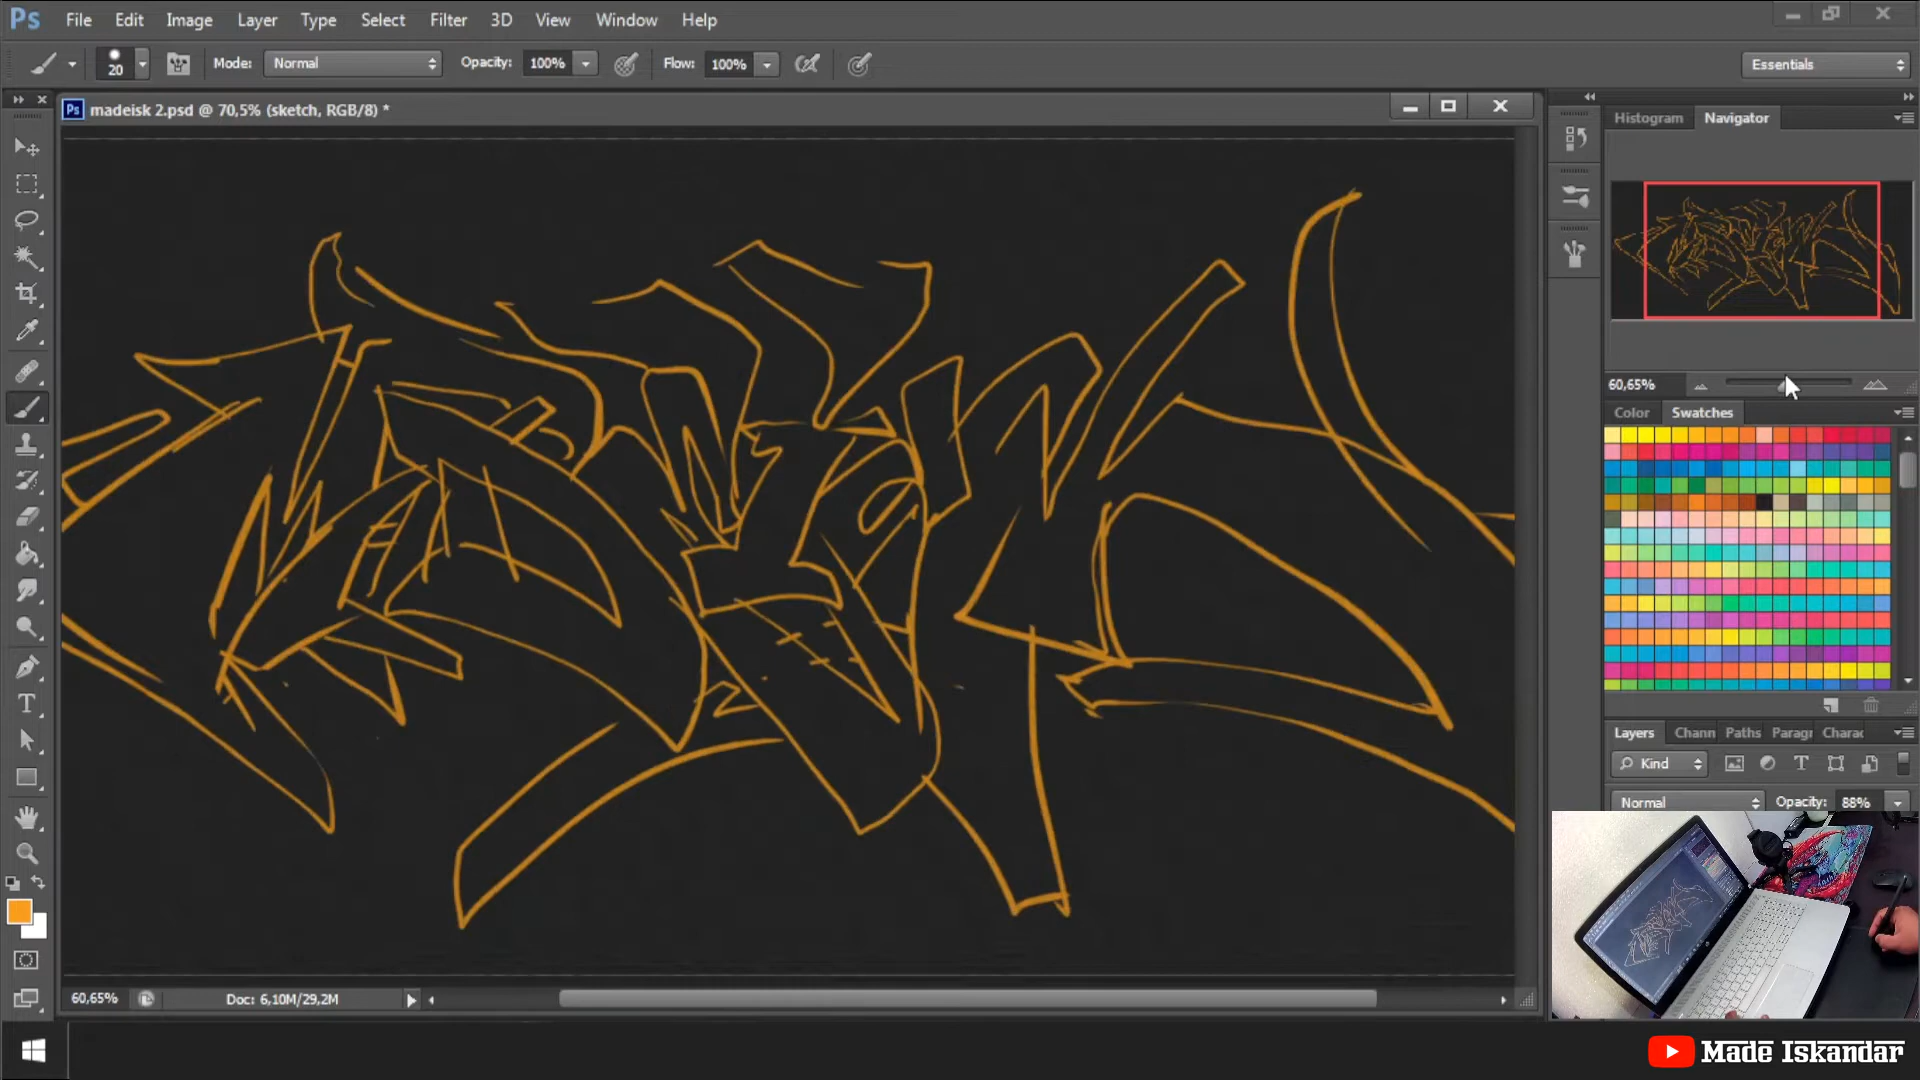 Ps File Edit Image Layer Type Select Filter 3D View Window Help
20 Mode: Normal Opacity: 100% Flow: 100% Essentials
Ps madeisk 2.psd @ 70,5% (sketch, RGB/8) *
Histogram Navigator
60,65%
Color Swatches
Layers Chann Paths Paragr Charac
Kind
Normal Opacity: 88%
60,65% Doc: 6,10M/29,2M
Made Iskandar